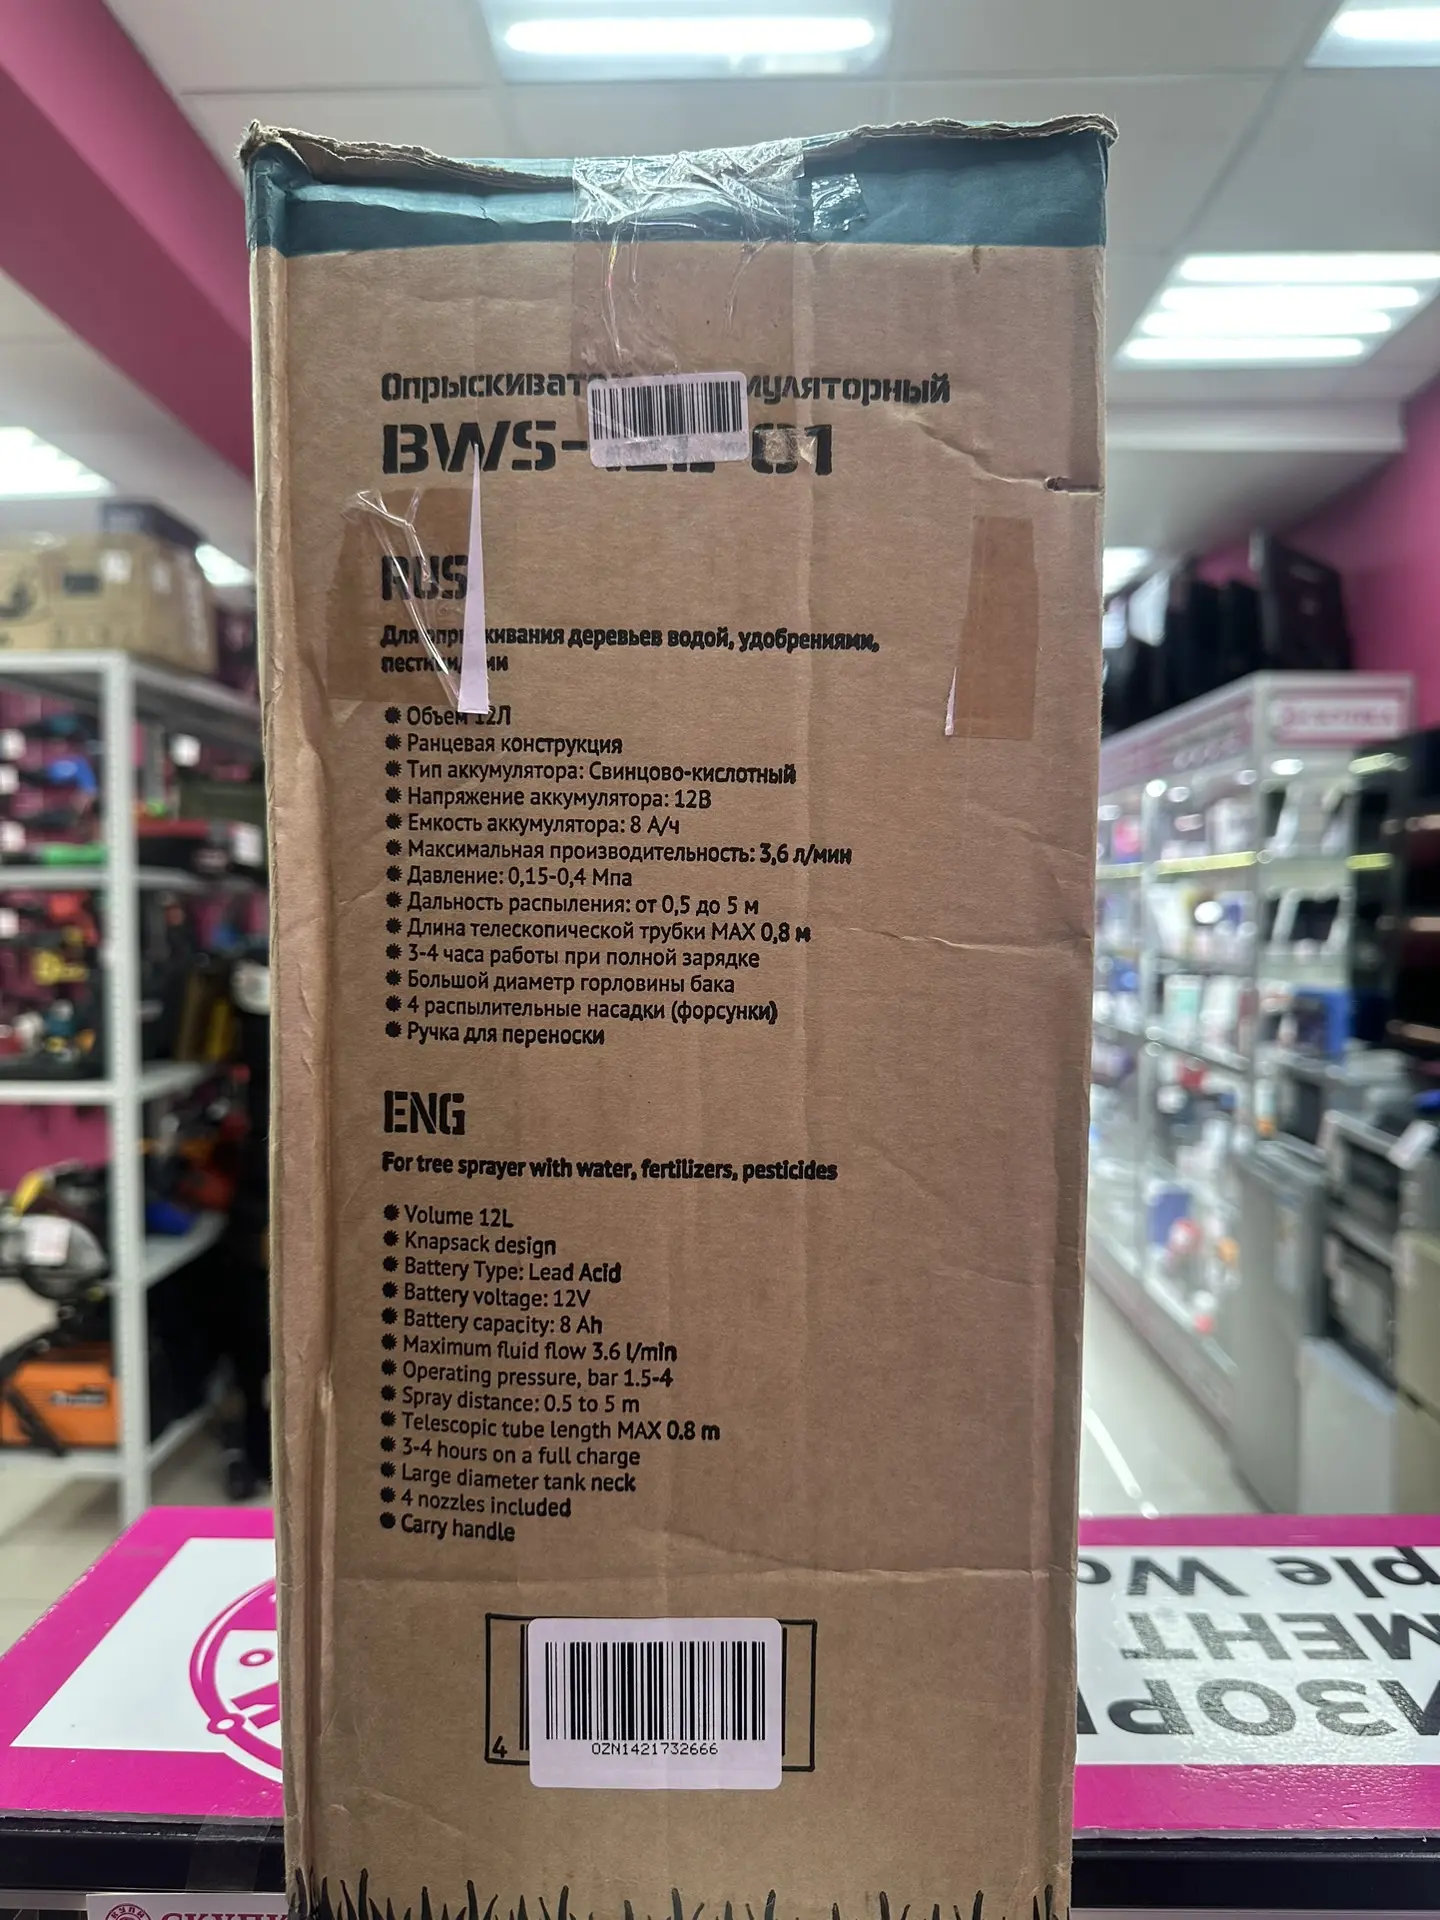 BWS- 01
RUS
деревьев водой, удобрениями,
Объем 12Л
Ранцевая конструкция
Тип аккумулятора: Свинцово-кислотный
Напряжение аккумулятора: 12В
Емкость аккумулятора: 8 А/ч
Максимальная производительность: 3,6 л/мин
Давление: 0,15-0,4 Мпа
Дальность распыления: от 0,5 до 5 м
Длина телескопической трубки MAX 0,8 м
3-4 часа работы при полной зарядке
Большой диаметр горловины бака
4 распылительные насадки (форсунки)
Ручка для переноски
ENG
For tree sprayer with water, fertilizers, pesticides
Volume 12L
Knapsack design
Battery Type: Lead Acid
Battery voltage: 12V
Battery capacity: 8 Ah
Maximum fluid flow 3.6 l/min
Operating pressure, bar 1.5-4
Spray distance: 0.5 to 5 m
Telescopic tube length MAX 0.8 m
3-4 hours on a full charge
Large diameter tank neck
4 nozzles included
Carry handle
4
OZN1421732666